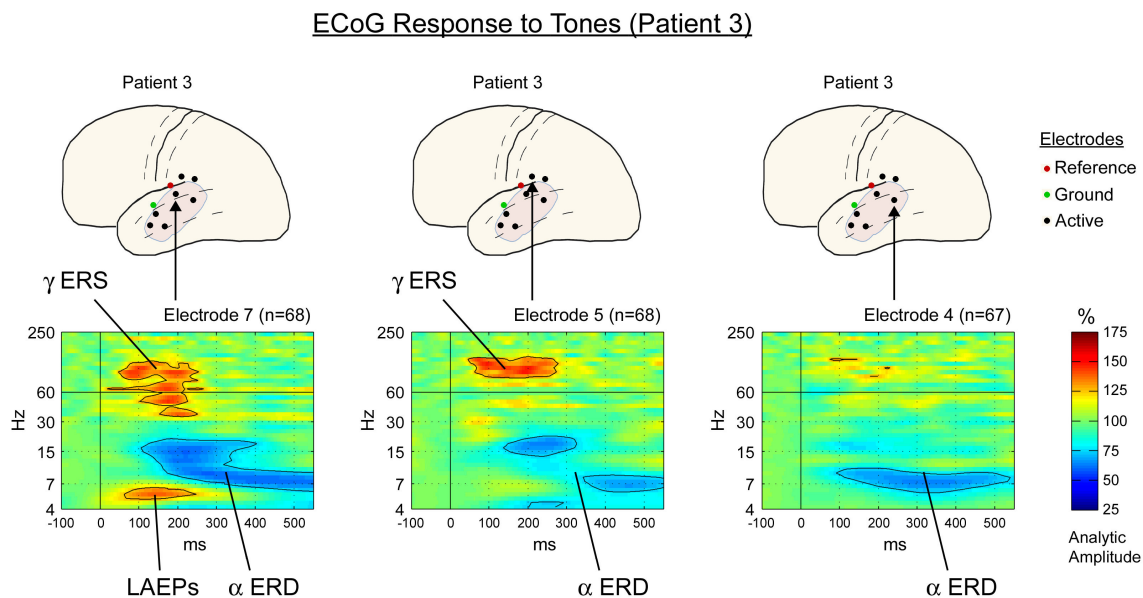 ECoG Response to Tones (Patient 3)
Patient 3
Patient 3
Patient 3
Electrodes
Reference
Ground
Active
γ ERS
γ ERS
Electrode 7 (n=68)
Electrode 5 (n=68)
Electrode 4 (n=67)
%
Hz
250
60
30
15
7
4
-100 0 100 200 300 400 500
ms
LAEPs
α ERD
Hz
250
60
30
15
7
4
-100 0 100 200 300 400 500
ms
α ERD
Hz
250
60
30
15
7
4
-100 0 100 200 300 400 500
ms
α ERD
175
150
125
100
75
50
25
Analytic
Amplitude